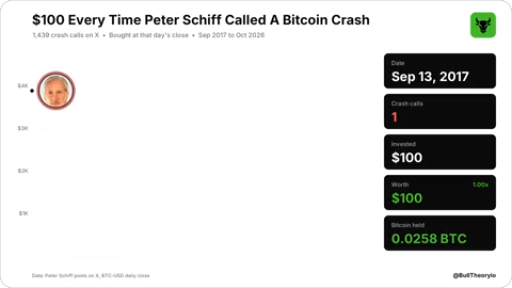 $100 Every Time Peter Schiff Called A Bitcoin Crash
1,439 crash calls on X • Bought at that day's close • Sep 2017 to Oct 2026
$4K
$3K
$2K
$1K
Date
Sep 13, 2017
Crash calls
1
Invested
$100
Worth 1.00x
$100
Bitcoin held
0.0258 BTC
Data: Peter Schiff posts on X, BTC-USD daily close
@BullTheoryio